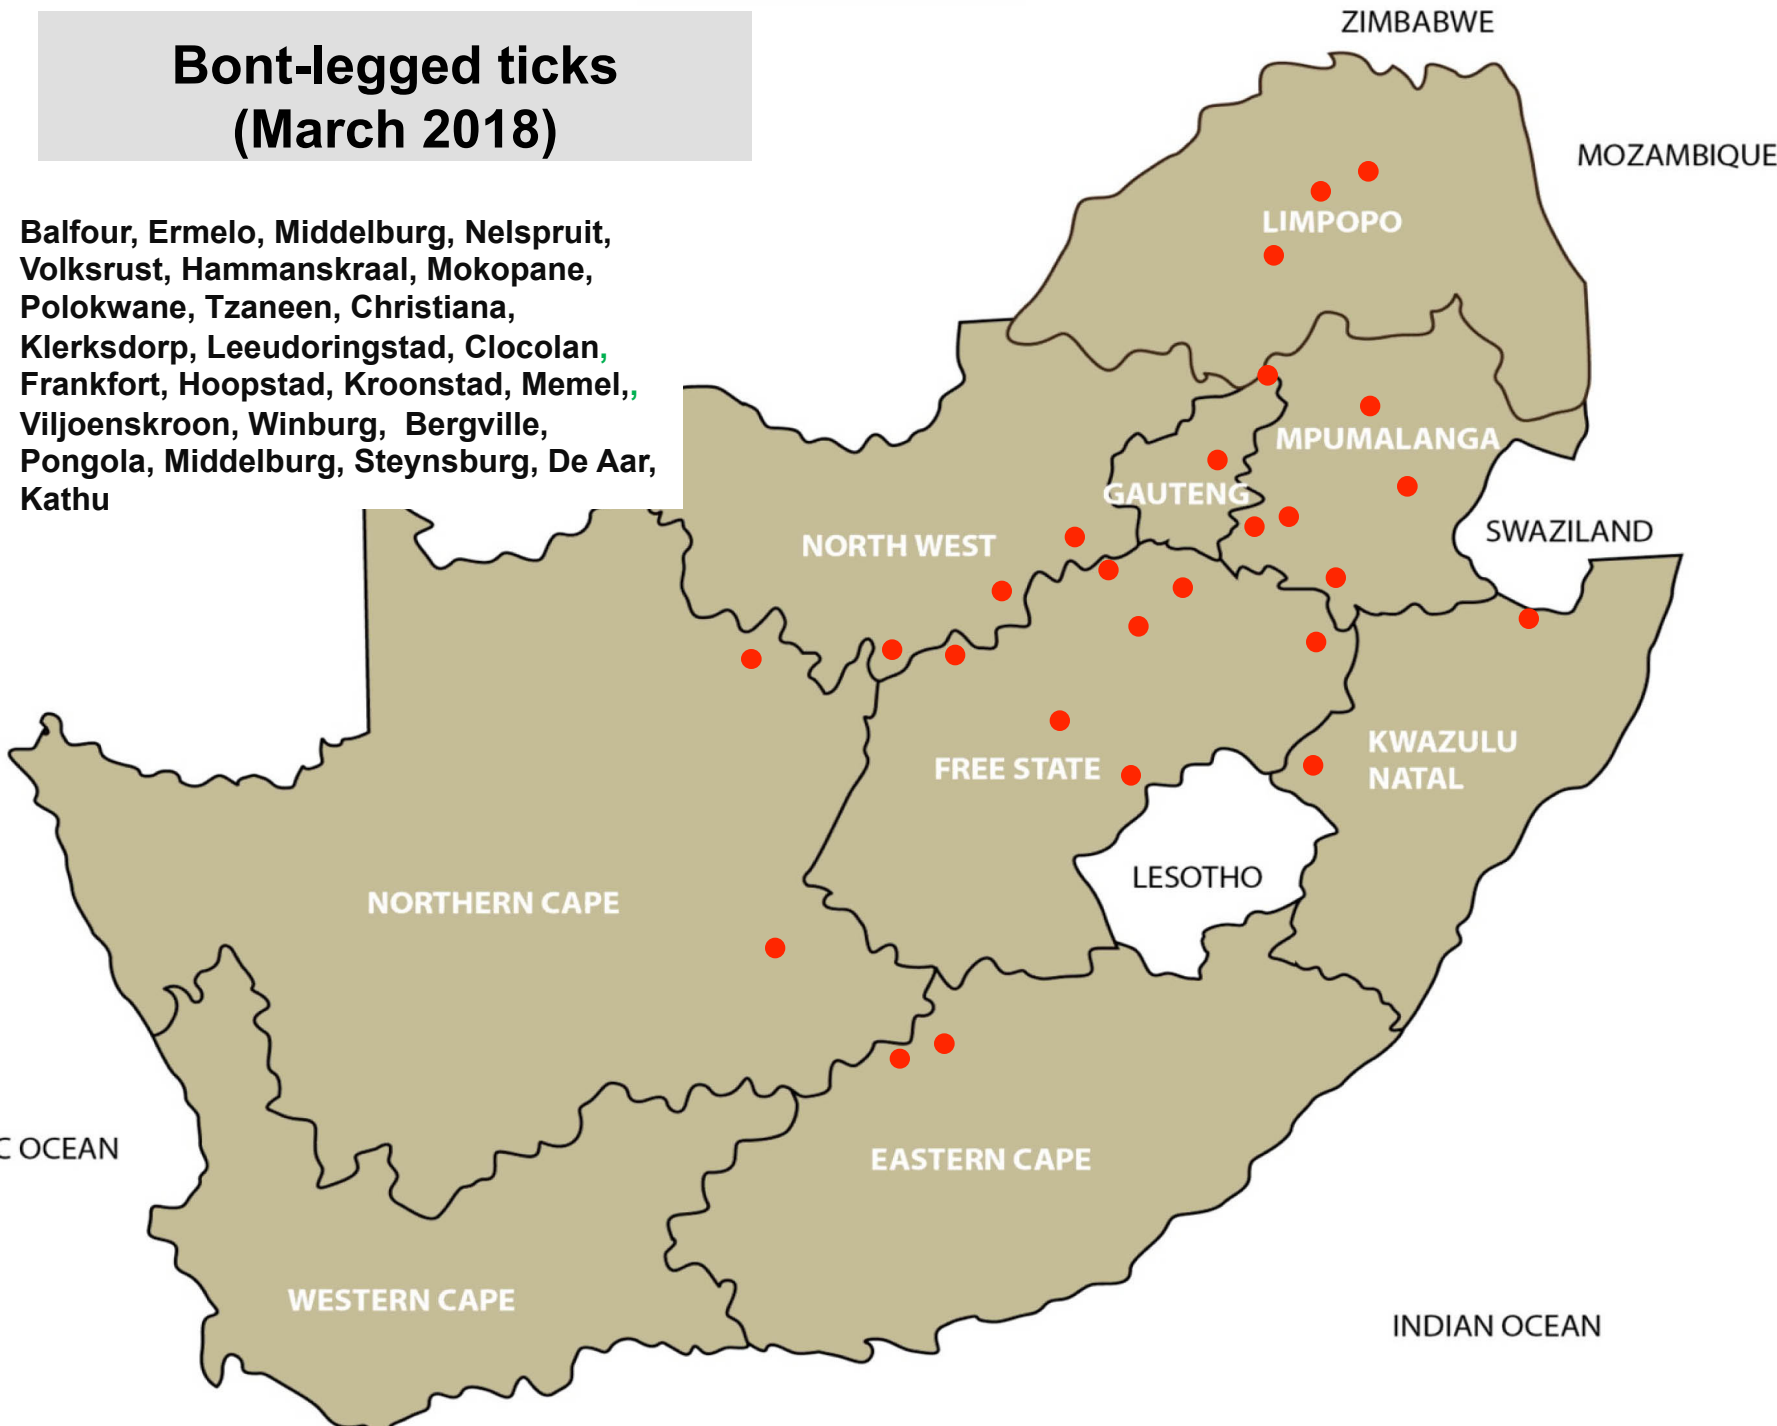 Bont-legged ticks
(March 2018)
Balfour, Ermelo, Middelburg, Nelspruit,
Volksrust, Hammanskraal, Mokopane,
Polokwane, Tzaneen, Christiana,
Klerksdorp, Leeudoringstad, Clocolan,
Frankfort, Hoopstad, Kroonstad, Memel,,
Viljoenskroon, Winburg, Bergville,
Pongola, Middelburg, Steynsburg, De Aar,
Kathu
ZIMBABWE
MOZAMBIQUE
LIMPOPO
MPUMALANGA
GAUTENG
SWAZILAND
NORTH WEST
KWAZULU
NATAL
FREE STATE
LESOTHO
NORTHERN CAPE
C OCEAN
EASTERN CAPE
WESTERN CAPE
INDIAN OCEAN